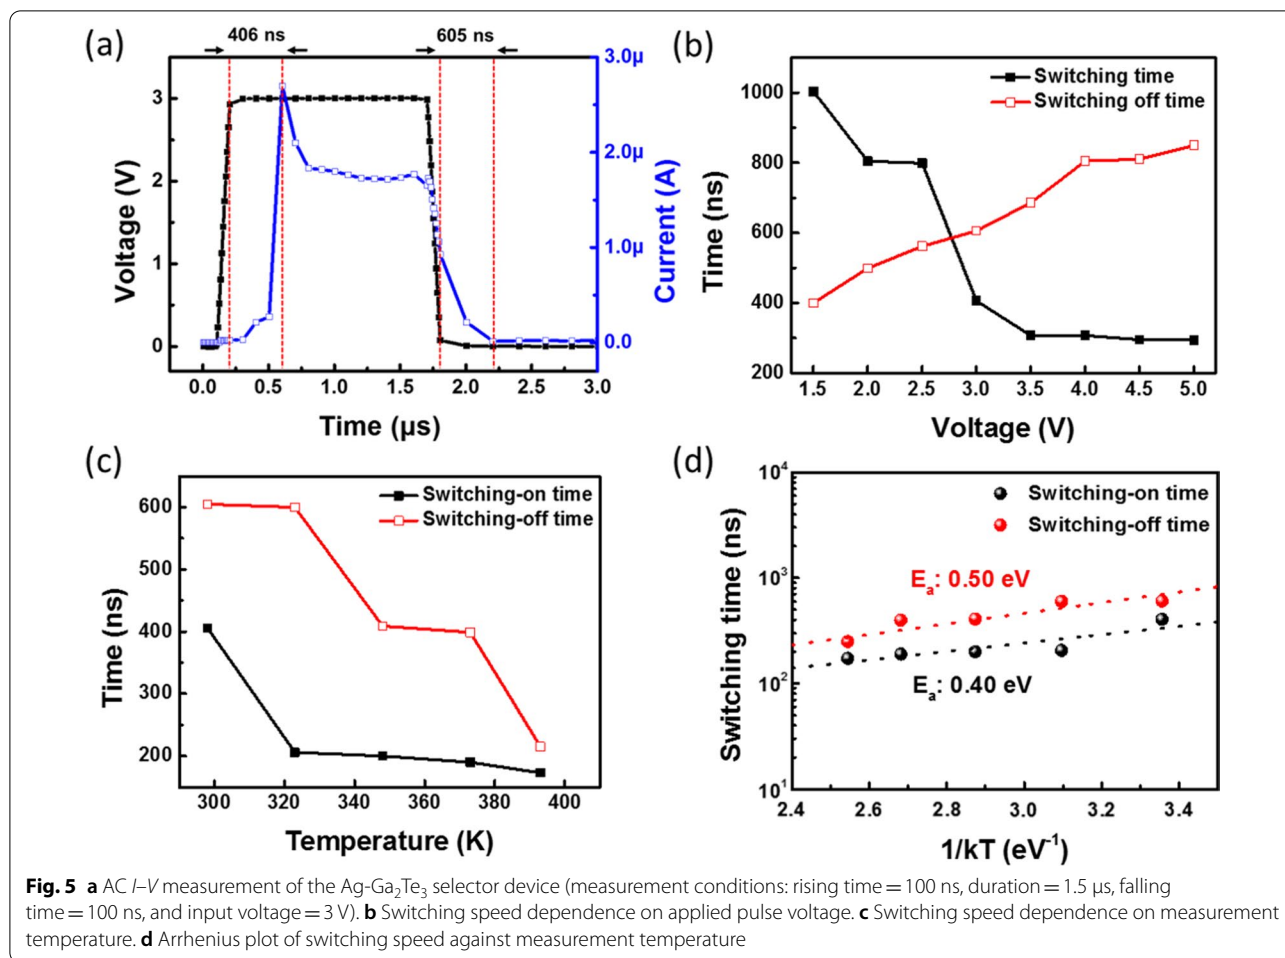 (a)
406 ns
605 ns
3.0µ
3
2.0µ
2
1.0µ
1
0.0
0
Voltage (V)
Current (A)
0.0 0.5 1.0 1.5 2.0 2.5 3.0
Time (µs)
(b)
Switching time
Switching off time
1000
800
600
400
200
Time (ns)
1.5 2.0 2.5 3.0 3.5 4.0 4.5 5.0
Voltage (V)
(c)
Switching-on time
Switching-off time
600
500
400
300
200
Time (ns)
300 320 340 360 380 400
Temperature (K)
(d)
Switching-on time
Switching-off time
10⁴
10³
10²
10¹
Switching time (ns)
Eₐ: 0.50 eV
Eₐ: 0.40 eV
2.4 2.6 2.8 3.0 3.2 3.4
1/kT (eV⁻¹)
Fig. 5 a AC I–V measurement of the Ag-Ga₂Te₃ selector device (measurement conditions: rising time = 100 ns, duration = 1.5 µs, falling
time = 100 ns, and input voltage = 3 V). b Switching speed dependence on applied pulse voltage. c Switching speed dependence on measurement
temperature. d Arrhenius plot of switching speed against measurement temperature